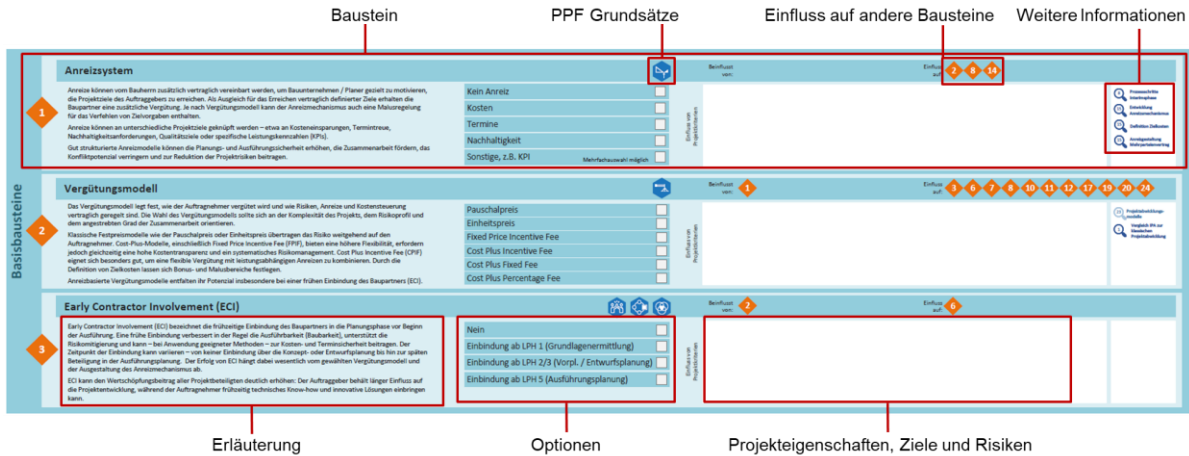 Baustein
PPF Grundsätze
Einfluss auf andere Bausteine
Weitere Informationen
Basisbausteine
1
Anreizsystem
Anreize können vom Bauherrn zusätzlich vertraglich vereinbart werden, um Bauunternehmen / Planer gezielt zu motivieren,
die Projektziele des Auftraggebers zu erreichen. Als Ausgleich für das Erreichen vertraglich definierter Ziele erhalten die
Baupartner eine zusätzliche Vergütung. Je nach Vergütungsmodell kann der Anreizmechanismus auch eine Malusregelung
für das Verfehlen von Zielvorgaben enthalten.
Anreize können an unterschiedliche Projektziele geknüpft werden – etwa an Kosteneinsparungen, Termintreue,
Nachhaltigkeitsanforderungen, Qualitätsziele oder spezifische Leistungskennzahlen (KPIs).
Gut strukturierte Anreizmodelle können die Planungs- und Ausführungssicherheit erhöhen, die Zusammenarbeit fördern, das
Konfliktpotenzial verringern und zur Reduktion der Projektrisiken beitragen.
Kein Anreiz
Kosten
Termine
Nachhaltigkeit
Sonstige, z.B. KPI
Mehrfachauswahl möglich
Beeinflusst von:
Einfluss auf:
2 8 14
Einfluss von
Projektkriterien
Entwicklung
Anreizmechanismus
Definition Zielkosten
2
Vergütungsmodell
Das Vergütungsmodell legt fest, wie der Auftragnehmer vergütet wird und wie Risiken, Anreize und Kostensteuerung
vertraglich geregelt sind. Die Wahl des Vergütungsmodells sollte sich an der Komplexität des Projekts, dem Risikoprofil und
dem angestrebten Grad der Zusammenarbeit orientieren.
Klassische Festpreismodelle wie der Pauschalpreis oder Einheitspreis übertragen das Risiko weitgehend auf den
Auftragnehmer. Cost-Plus-Modelle, einschließlich Fixed Price Incentive Fee (FPIF), bieten eine höhere Flexibilität, erfordern
jedoch gleichzeitig eine hohe Kostentransparenz und ein systematisches Risikomanagement. Cost Plus Incentive Fee (CPIF)
eignet sich besonders gut, um eine flexible Vergütung mit leistungsabhängigen Anreizen zu kombinieren. Durch die
Definition von Zielkosten lassen sich Bonus- und Malusbereiche festlegen.
Anreizbasierte Vergütungsmodelle entfalten ihr Potenzial insbesondere bei einer frühen Einbindung des Baupartners (ECI).
Pauschalpreis
Einheitspreis
Fixed Price Incentive Fee
Cost Plus Incentive Fee
Cost Plus Fixed Fee
Cost Plus Percentage Fee
Beeinflusst von:
1
Einfluss auf:
3 6 7 8 10 11 12 17 19 20 24
Einfluss von
Projektkriterien
Projektabwicklungs-
modelle
Vergleich IPA zur
klassischen
Projektabwicklung
3
Early Contractor Involvement (ECI)
Early Contractor Involvement (ECI) bezeichnet die frühzeitige Einbindung des Baupartners in die Planungsphase vor Beginn
der Ausführung. Eine frühe Einbindung verbessert in der Regel die Ausführbarkeit (Baubarkeit), unterstützt die
Risikomitigierung und kann – bei Anwendung geeigneter Methoden – zur Kosten- und Terminsicherheit beitragen. Der
Zeitpunkt der Einbindung kann variieren – von keiner Einbindung über die Konzept- oder Entwurfsplanung bis hin zur späten
Beteiligung in der Ausführungsplanung. Der Erfolg von ECI hängt dabei wesentlich vom gewählten Vergütungsmodell und
der Ausgestaltung des Anreizmechanismus ab.
ECI kann den Wertschöpfungsbeitrag aller Projektbeteiligten deutlich erhöhen: Der Auftraggeber behält länger Einfluss auf
die Projektentwicklung, während der Auftragnehmer frühzeitig technisches Know-how und innovative Lösungen einbringen
kann.
Nein
Einbindung ab LPH 1 (Grundlagenermittlung)
Einbindung ab LPH 2/3 (Vorpl. / Entwurfsplanung)
Einbindung ab LPH 5 (Ausführungsplanung)
Beeinflusst von:
2
Einfluss auf:
6
Einfluss von
Projektkriterien
Erläuterung
Optionen
Projekteigenschaften, Ziele und Risiken